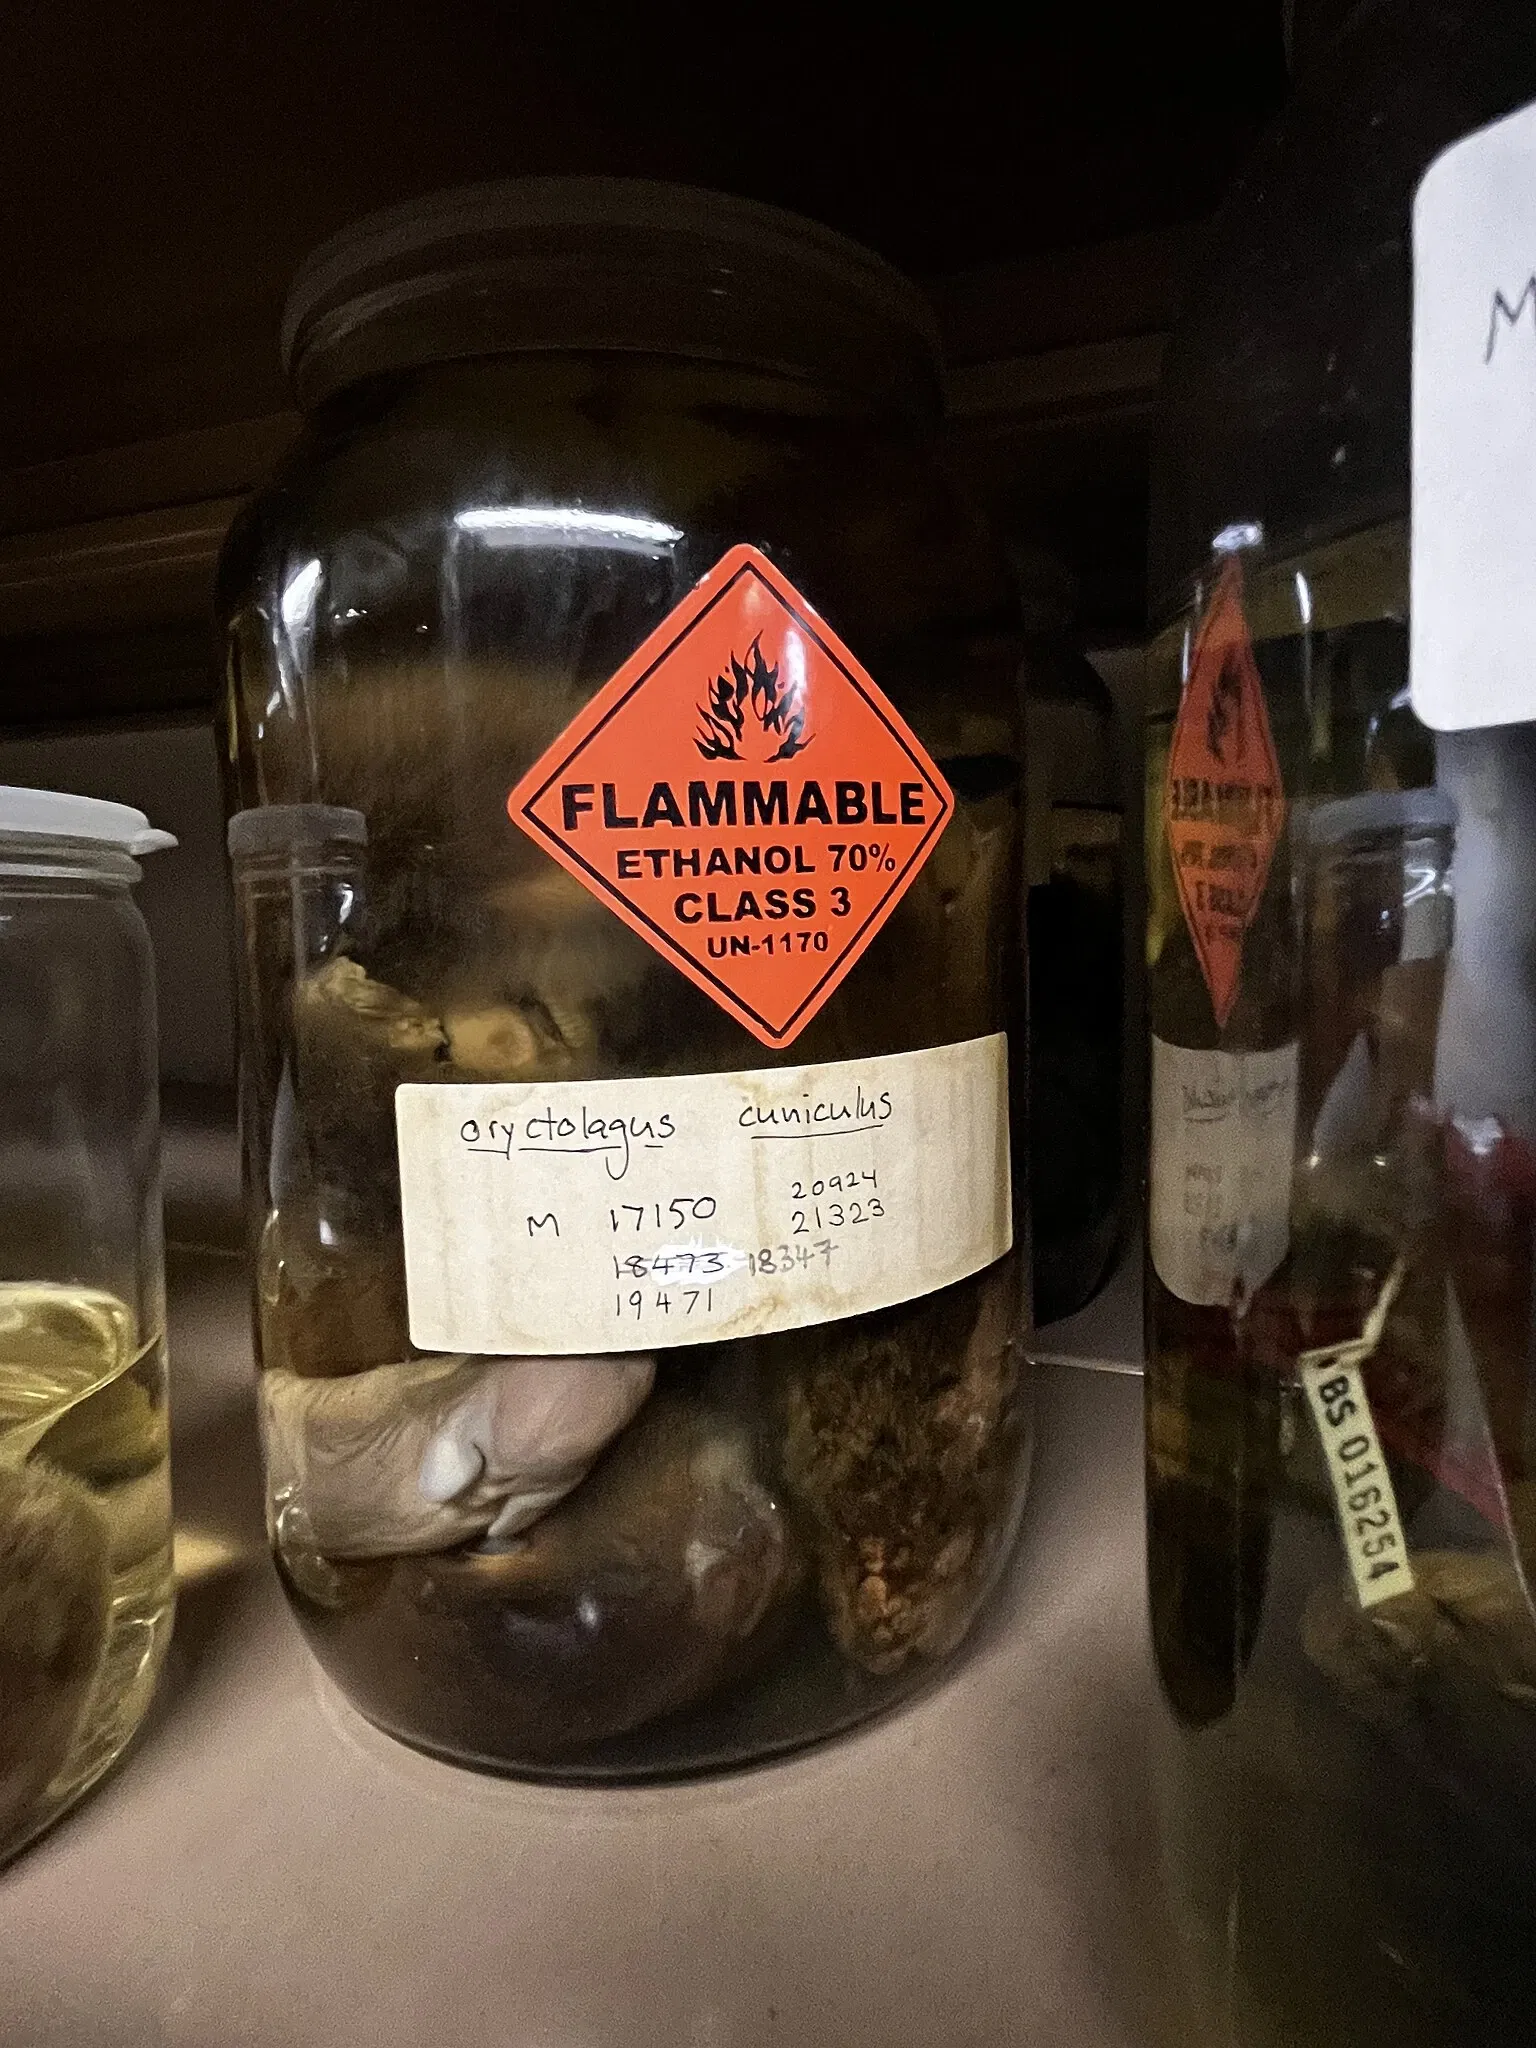 FLAMMABLE
ETHANOL 70%
CLASS 3
UN-1170
oryctolagus cuniculus
M 17150 20924
21323
18473 18347
19471
BS 016254
M